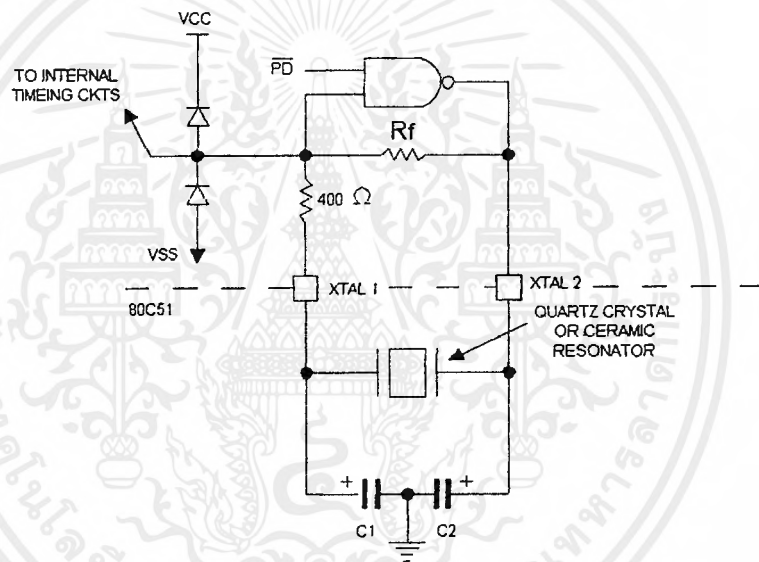 VCC
PD
TO INTERNAL
TIMEING CKTS
Rf
400 Ω
VSS
XTAL 1
XTAL 2
80C51
QUARTZ CRYSTAL
OR CERAMIC
RESONATOR
+
+
C1
C2